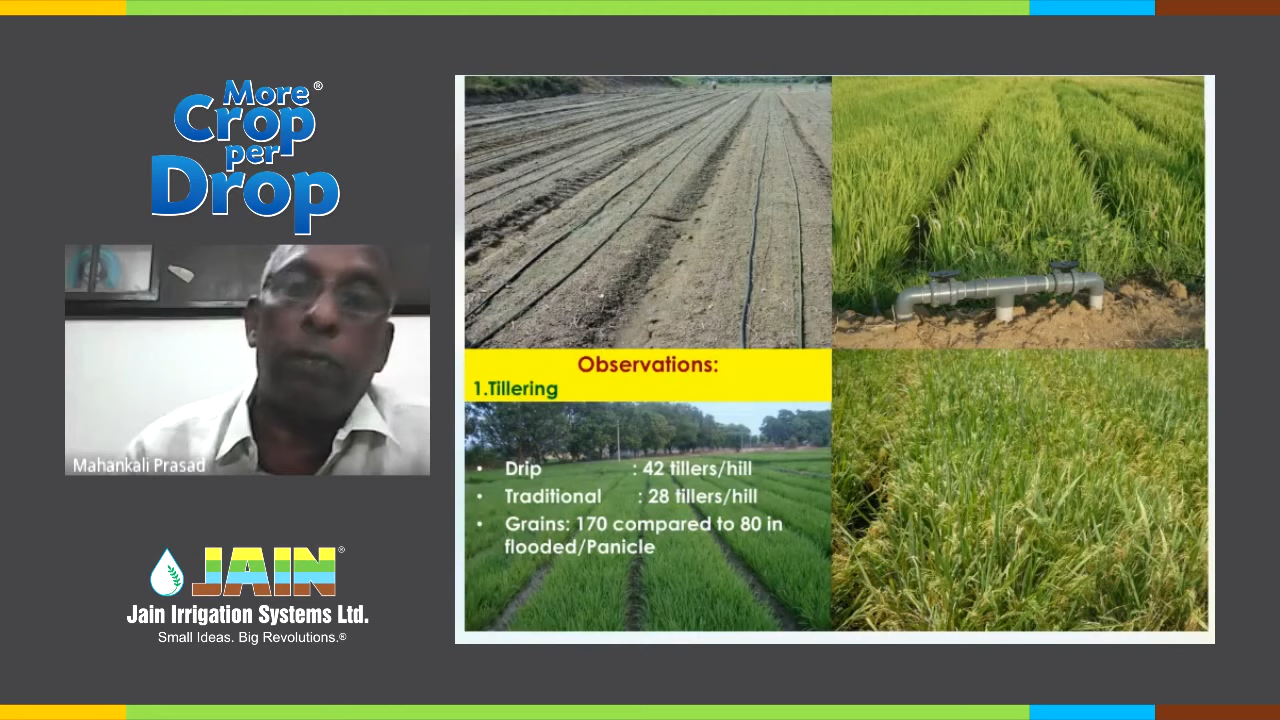 More®
Crop
per
Drop
Mahankali Prasad
JAIN®
Jain Irrigation Systems Ltd.
Small Ideas. Big Revolutions.®
Observations:
1.Tillering
• Drip : 42 tillers/hill
• Traditional : 28 tillers/hill
• Grains: 170 compared to 80 in
flooded/Panicle